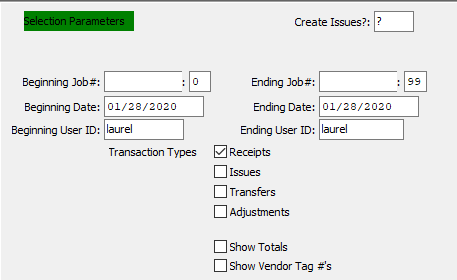 Selection Parameters Create Issues?: ?
Beginning Job#: : 0 Ending Job#: : 99
Beginning Date: 01/28/2020 Ending Date: 01/28/2020
Beginning User ID: laurel Ending User ID: laurel
Transaction Types Receipts
Issues
Transfers
Adjustments
Show Totals
Show Vendor Tag #'s